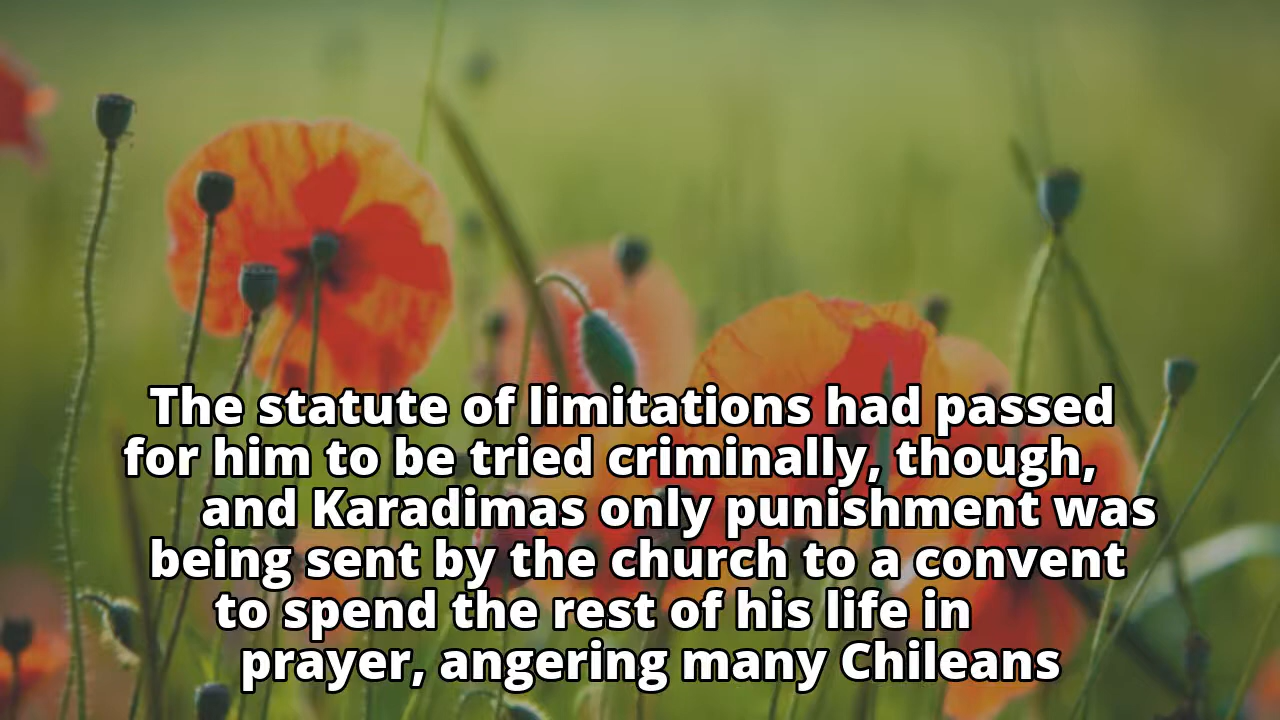 The statute of limitations had passed
for him to be tried criminally, though,
and Karadimas only punishment was
being sent by the church to a convent
to spend the rest of his life in
prayer, angering many Chileans